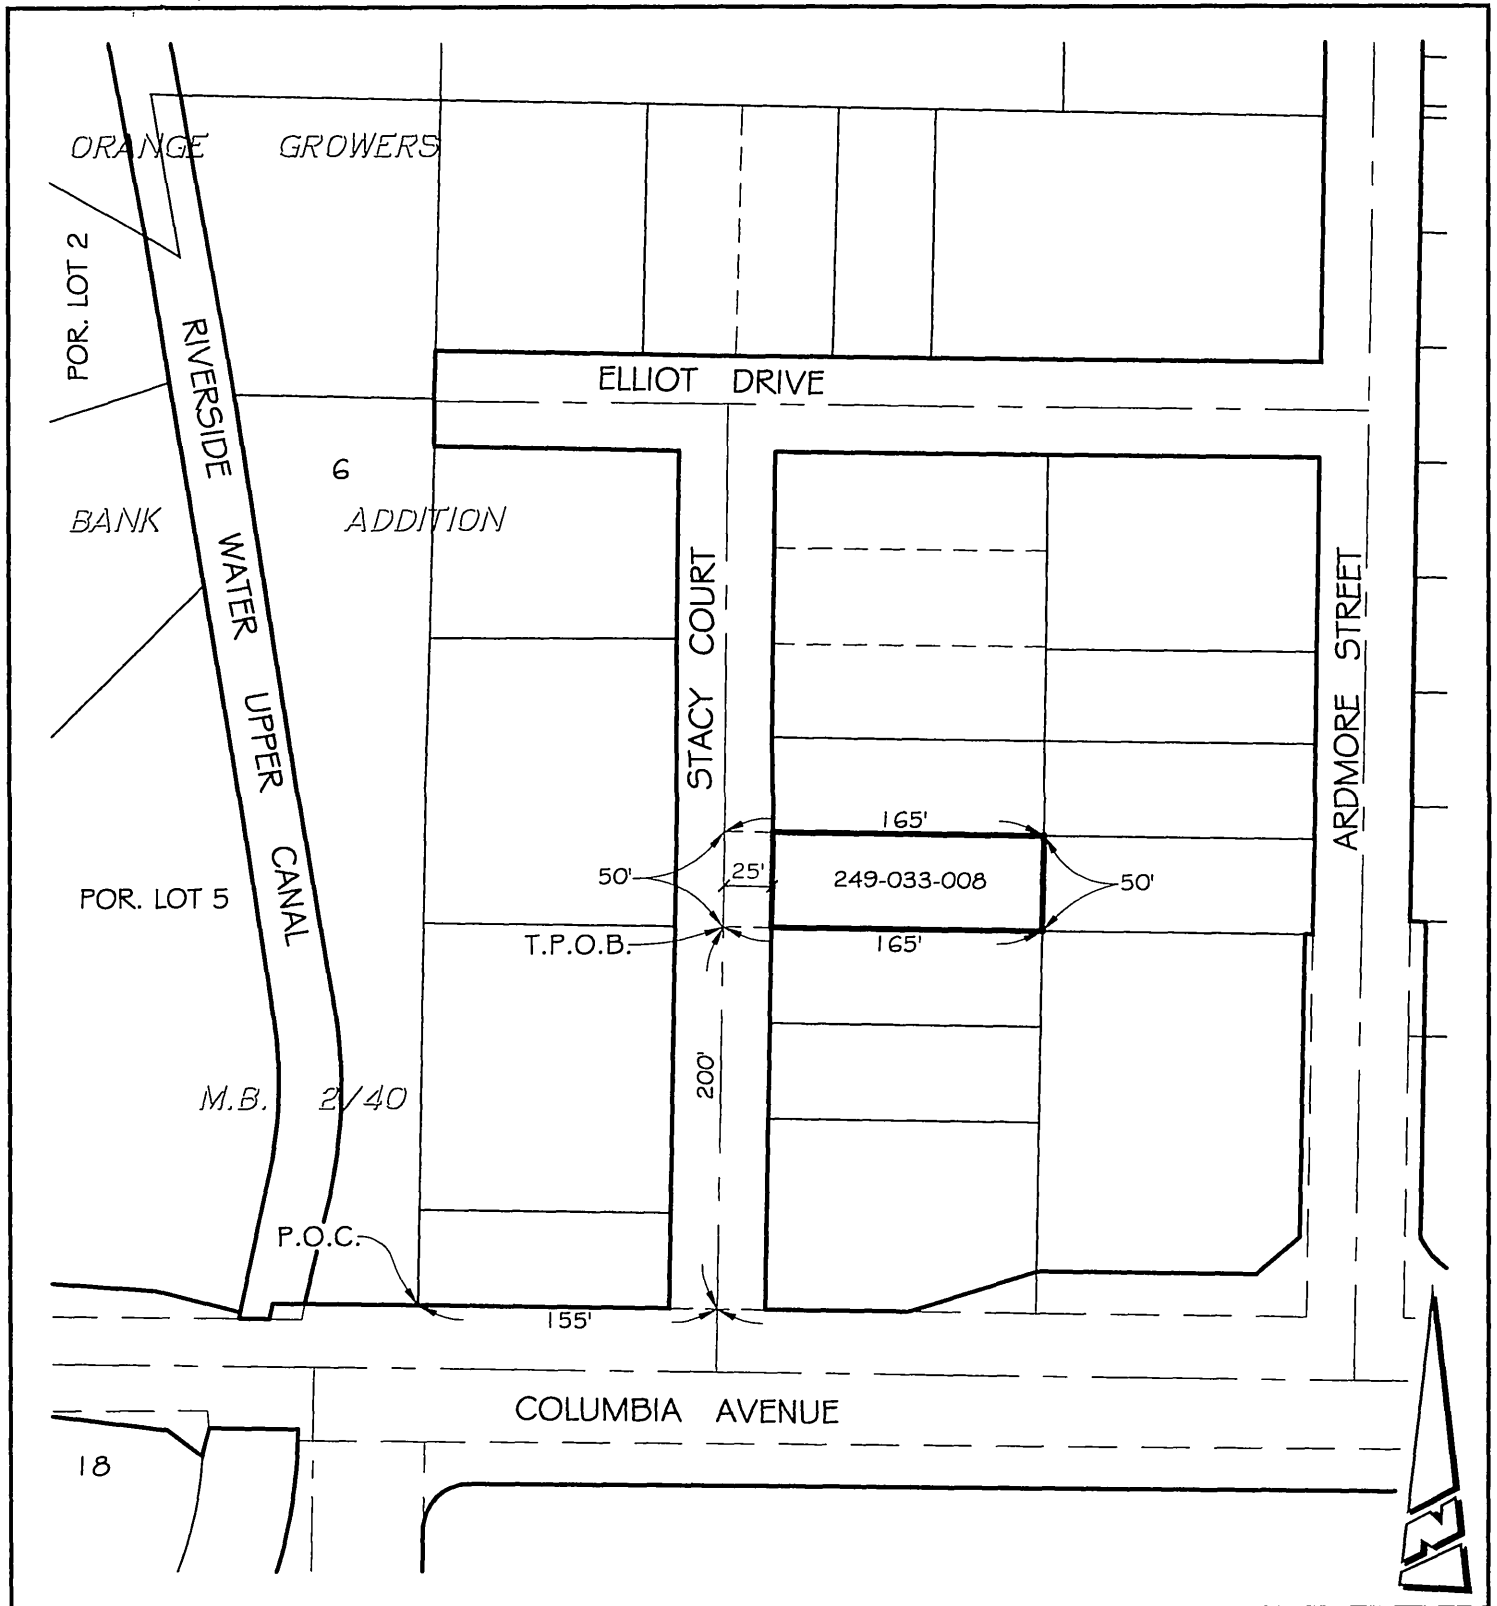 ORANGE GROWERS
POR. LOT 2
RIVERSIDE WATER UPPER CANAL
ELLIOT DRIVE
6
BANK ADDITION
STACY COURT
ARDMORE STREET
165'
50'
25'
249-033-008
50'
POR. LOT 5
T.P.O.B.
165'
200'
M.B. 2/40
P.O.C.
155'
COLUMBIA AVENUE
18
N